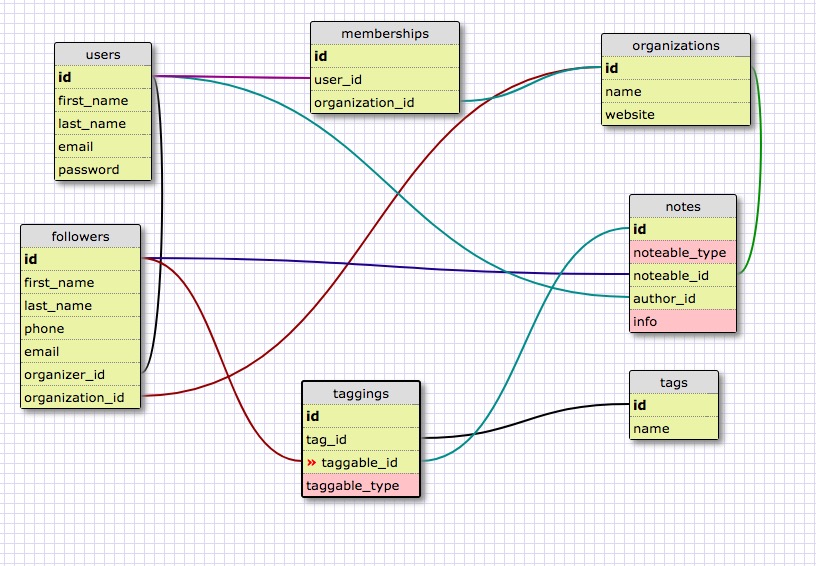 users
id
first_name
last_name
email
password
memberships
id
user_id
organization_id
organizations
id
name
website
followers
id
first_name
last_name
phone
email
organizer_id
organization_id
notes
id
noteable_type
noteable_id
author_id
info
taggings
id
tag_id
» taggable_id
taggable_type
tags
id
name